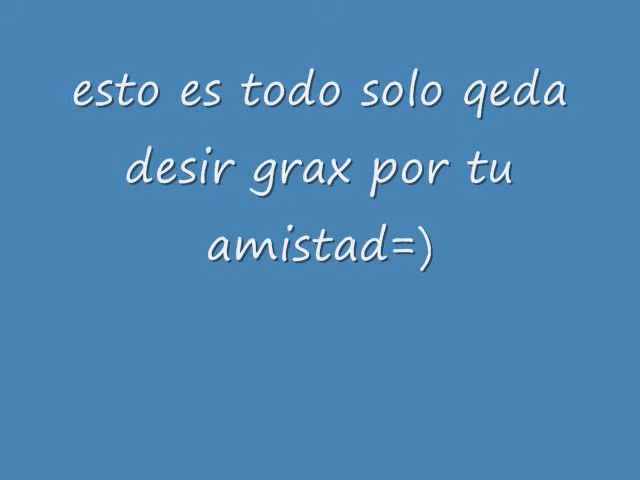 esto es todo solo qeda
desir grax por tu
amistad=)